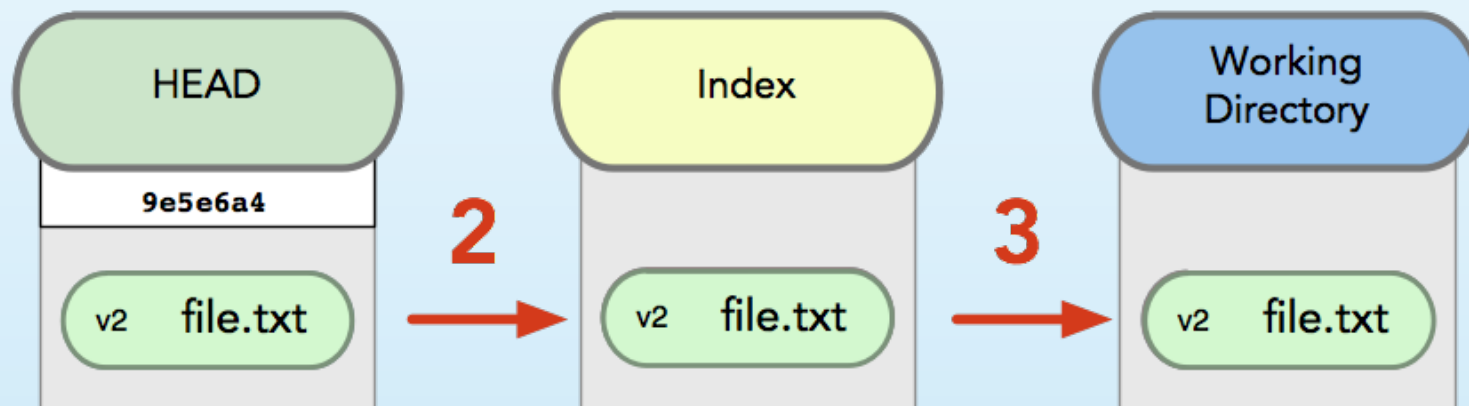 HEAD
Index
Working
Directory
9e5e6a4
2
3
v2 file.txt
v2 file.txt
v2 file.txt